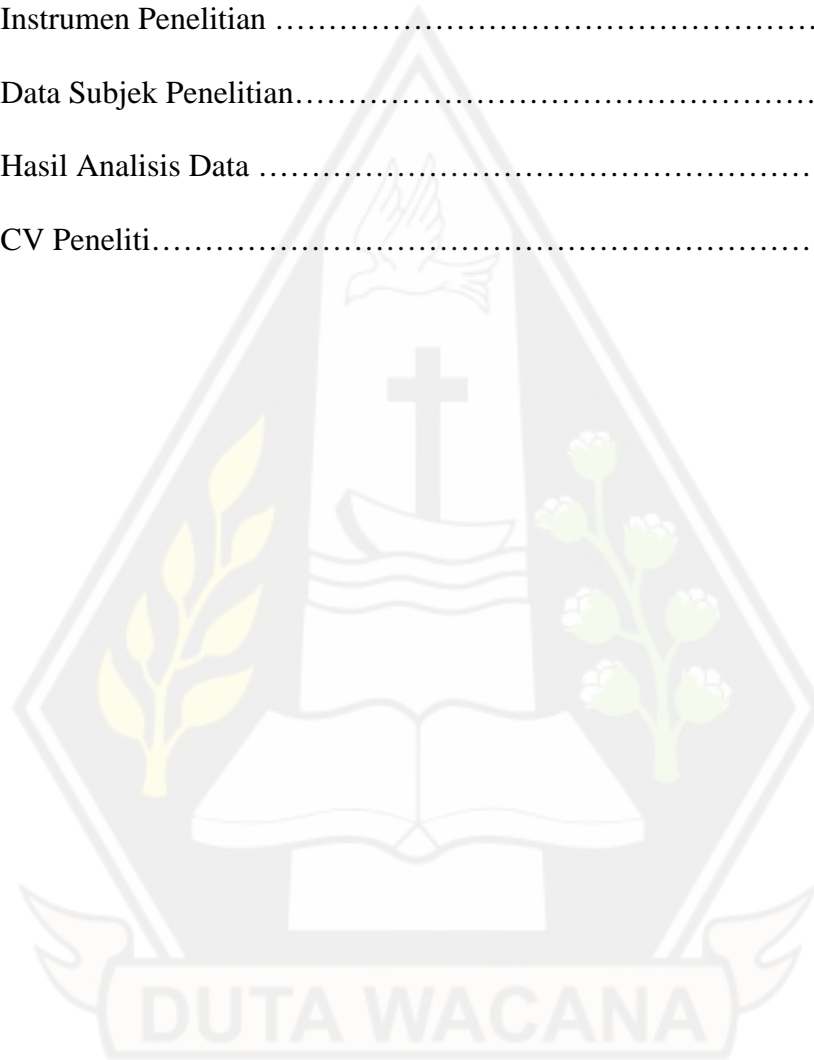 Instrumen Penelitian ……………………………………………………
Data Subjek Penelitian…………………………………………………
Hasil Analisis Data ……………………………………………………
CV Peneliti………………………………………………………………
DUTA WACANA